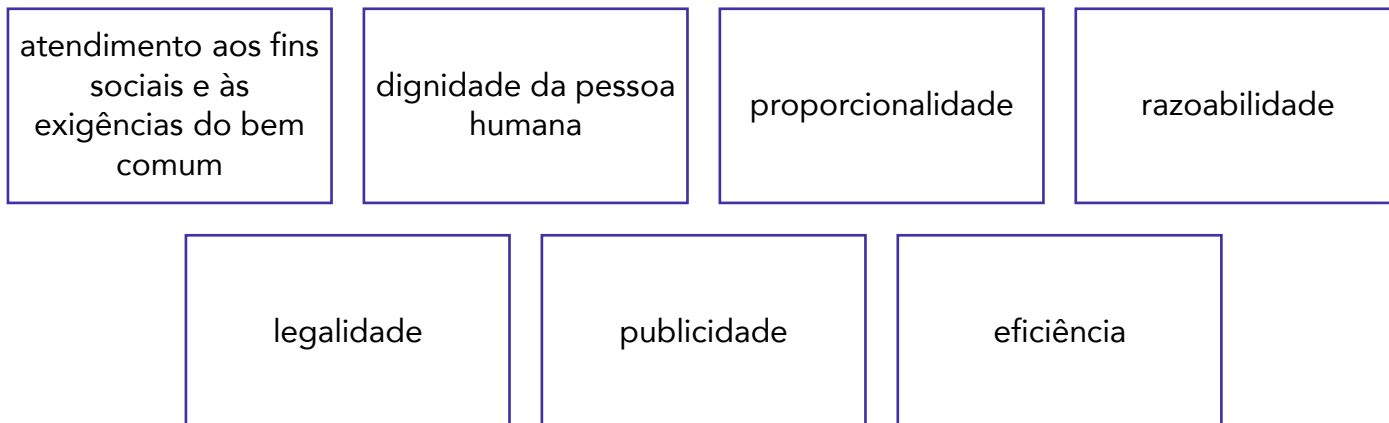 atendimento aos fins
sociais e às
exigências do bem
comum
dignidade da pessoa
humana
proporcionalidade
razoabilidade
legalidade
publicidade
eficiência